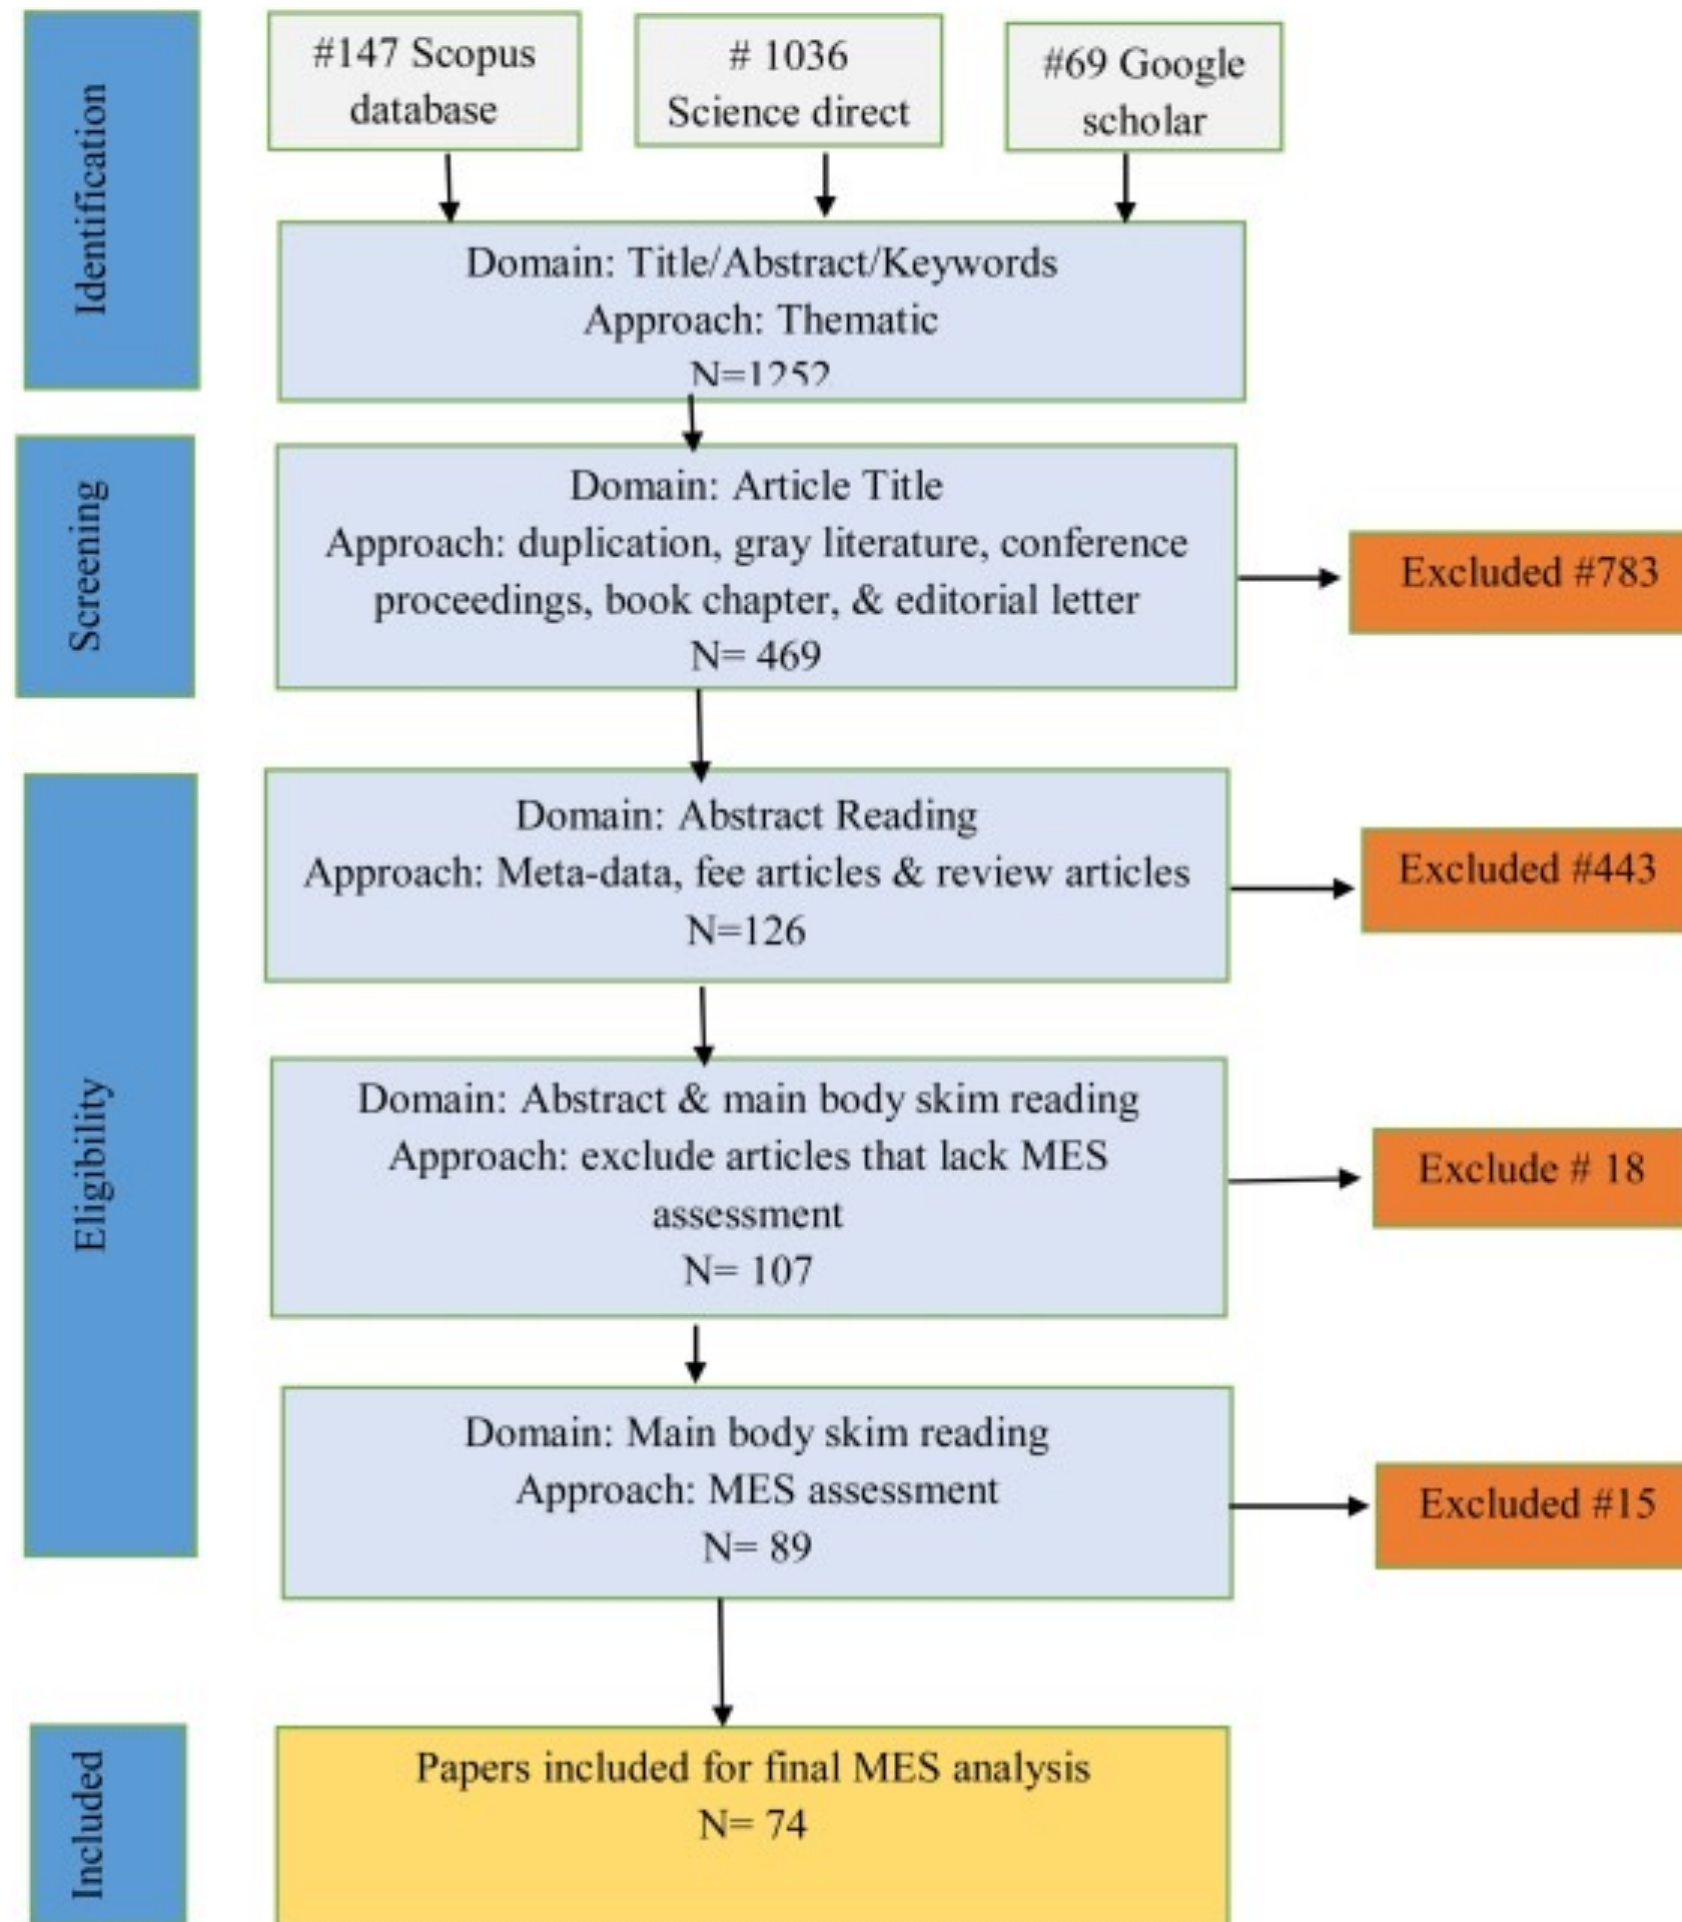 Identification
#147 Scopus
database
# 1036
Science direct
#69 Google
scholar
Domain: Title/Abstract/Keywords
Approach: Thematic
N=1252
Screening
Domain: Article Title
Approach: duplication, gray literature, conference
proceedings, book chapter, & editorial letter
N= 469
Excluded #783
Eligibility
Domain: Abstract Reading
Approach: Meta-data, fee articles & review articles
N=126
Excluded #443
Domain: Abstract & main body skim reading
Approach: exclude articles that lack MES
assessment
N= 107
Exclude # 18
Domain: Main body skim reading
Approach: MES assessment
N= 89
Excluded #15
Included
Papers included for final MES analysis
N= 74